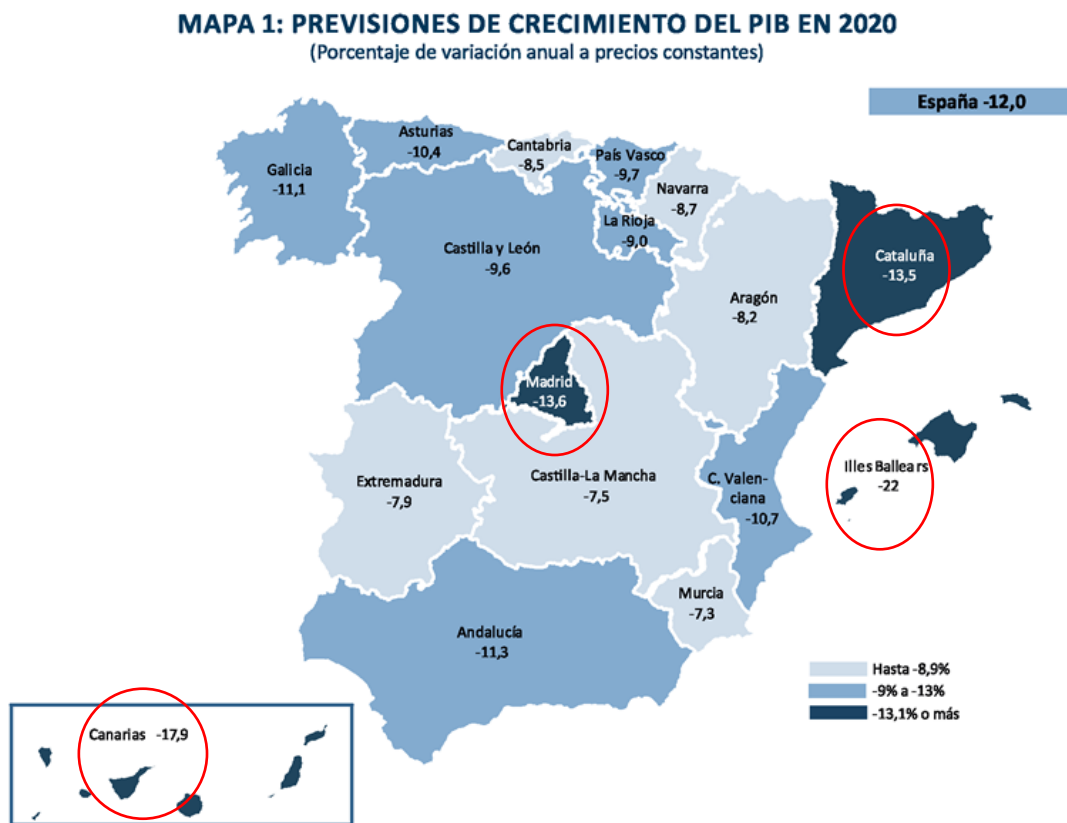 MAPA 1: PREVISIONES DE CRECIMIENTO DEL PIB EN 2020
(Porcentaje de variación anual a precios constantes)
España -12,0
Asturias
-10,4
Cantabria
-8,5
País Vasco
-9,7
Galicia
-11,1
Navarra
-8,7
La Rioja
-9,0
Castilla y León
-9,6
Cataluña
-13,5
Aragón
-8,2
Madrid
-13,6
Illes Ballears
-22
Extremadura
-7,9
Castilla-La Mancha
-7,5
C. Valen-
ciana
-10,7
Murcia
-7,3
Andalucía
-11,3
Hasta -8,9%
-9% a -13%
-13,1% o más
Canarias -17,9